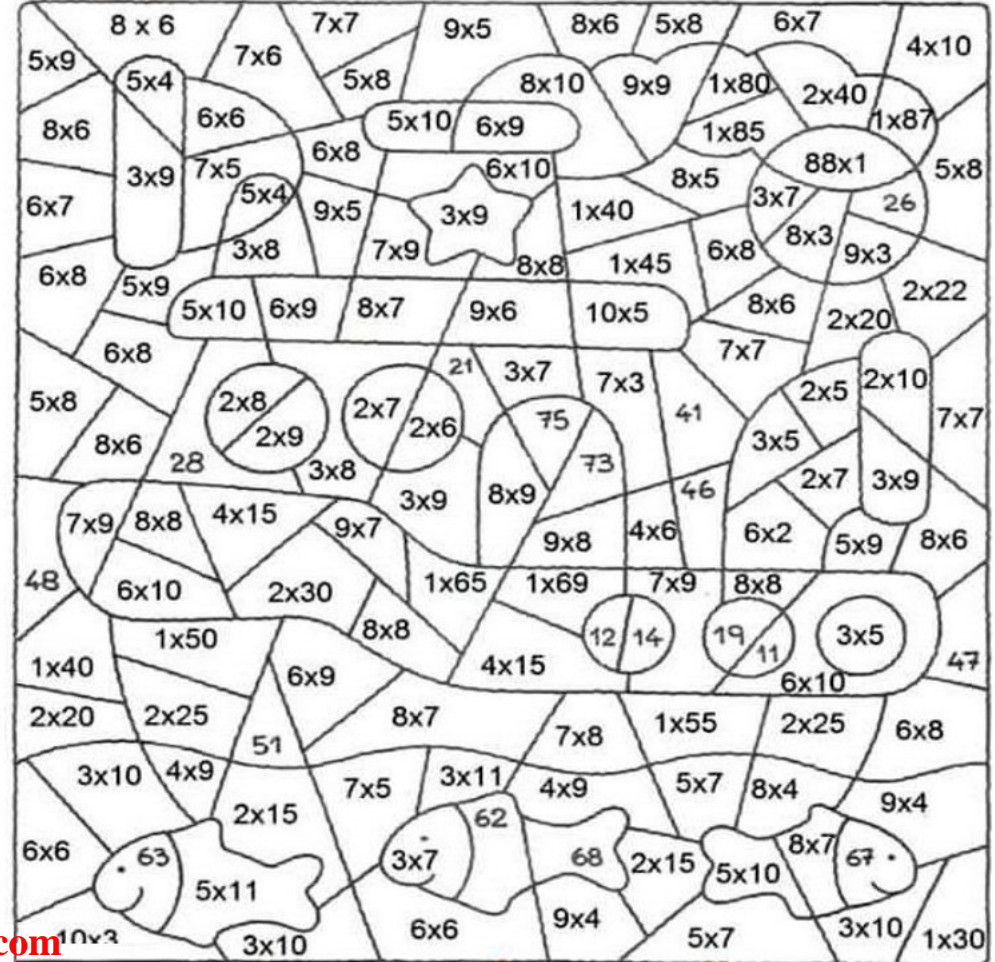 8 x 6
7x7
9x5
8x6
5x8
6x7
5x9
7x6
4x10
5x4
5x8
8x10
9x9
1x80
2x40
8x6
6x6
5x10
6x9
1x85
1x87
7x5
6x8
6x10
88x1
5x8
3x9
8x5
6x7
5x4
9x5
3x9
1x40
3x7
26
3x8
7x9
8x8
1x45
6x8
8x3
9x3
6x8
5x9
5x10
6x9
8x7
9x6
10x5
8x6
2x20
2x22
6x8
21
3x7
7x3
7x7
2x5
2x10
5x8
2x8
2x9
2x7
2x6
75
41
3x5
7x7
8x6
28
3x8
3x9
8x9
73
46
2x7
3x9
7x9
8x8
4x15
9x7
9x8
4x6
6x2
5x9
8x6
48
6x10
2x30
1x65
1x69
7x9
8x8
1x50
8x8
12
14
19
11
3x5
1x40
6x9
4x15
6x10
47
2x20
2x25
51
8x7
7x8
1x55
2x25
6x8
3x10
4x9
7x5
3x11
4x9
5x7
8x4
9x4
2x15
62
6x6
63
5x11
3x7
68
2x15
5x10
8x7
67
10x3
3x10
6x6
9x4
5x7
3x10
1x30
com